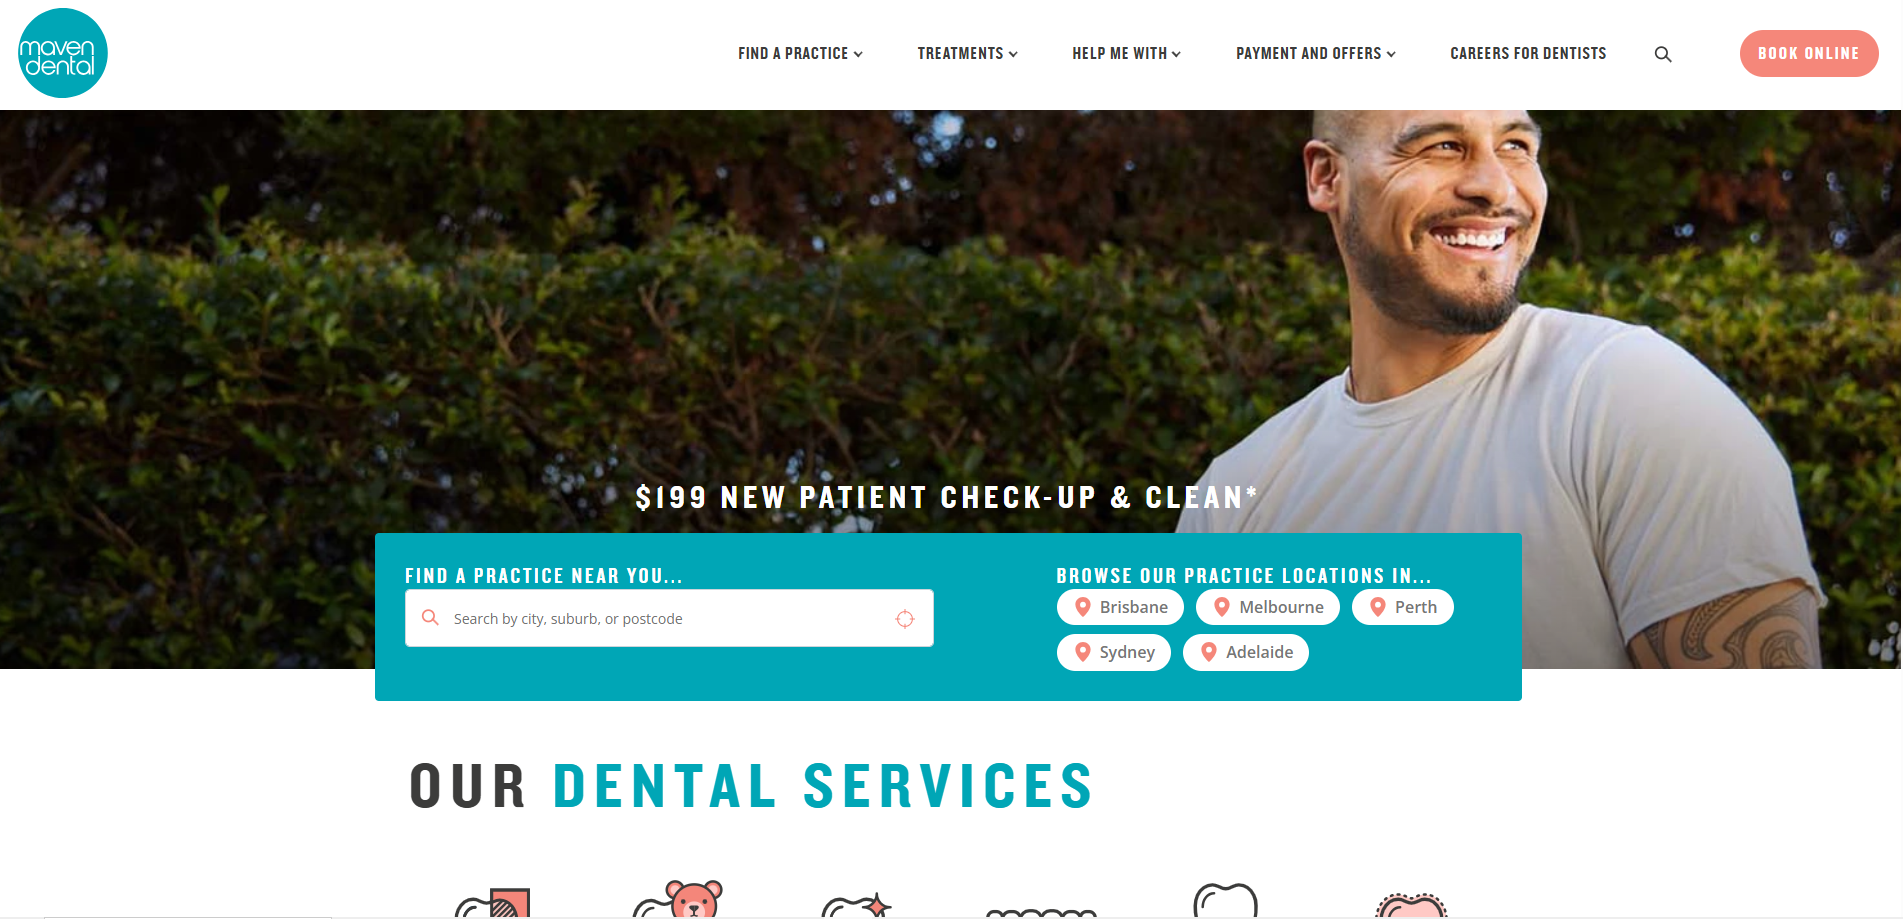 maven
dental
FIND A PRACTICE
TREATMENTS
HELP ME WITH
PAYMENT AND OFFERS
CAREERS FOR DENTISTS
BOOK ONLINE
$199 NEW PATIENT CHECK-UP & CLEAN*
FIND A PRACTICE NEAR YOU...
Search by city, suburb, or postcode
BROWSE OUR PRACTICE LOCATIONS IN...
Brisbane
Melbourne
Perth
Sydney
Adelaide
OUR DENTAL SERVICES